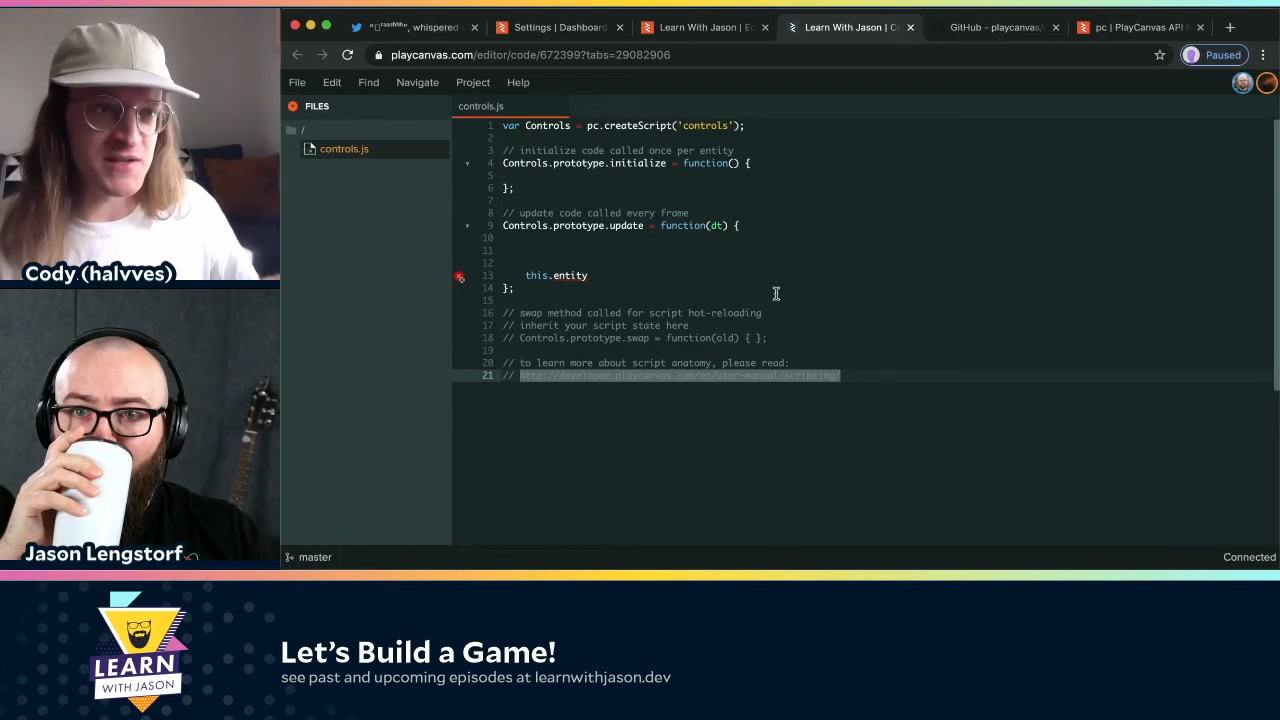 , whispered
Settings | Dashboard
Learn With Jason | Ec
Learn With Jason | C
GitHub - playcanvas/
pc | PlayCanvas API
playcanvas.com/editor/code/672399?tabs=29082906
Paused
File Edit Find Navigate Project Help
FILES
controls.js
/
controls.js
1 var Controls = pc.createScript('controls');
2
3 // initialize code called once per entity
4 Controls.prototype.initialize = function() {
5
6 };
7
8 // update code called every frame
9 Controls.prototype.update = function(dt) {
10
11
12
13 this.entity
14 };
15
16 // swap method called for script hot-reloading
17 // inherit your script state here
18 // Controls.prototype.swap = function(old) { };
19
20 // to learn more about script anatomy, please read:
21 // http://developer.playcanvas.com/en/user-manual/scripting/
master
Connected
Cody (halvves)
Jason Lengstorf
LEARN
WITH JASON
Let's Build a Game!
see past and upcoming episodes at learnwithjason.dev